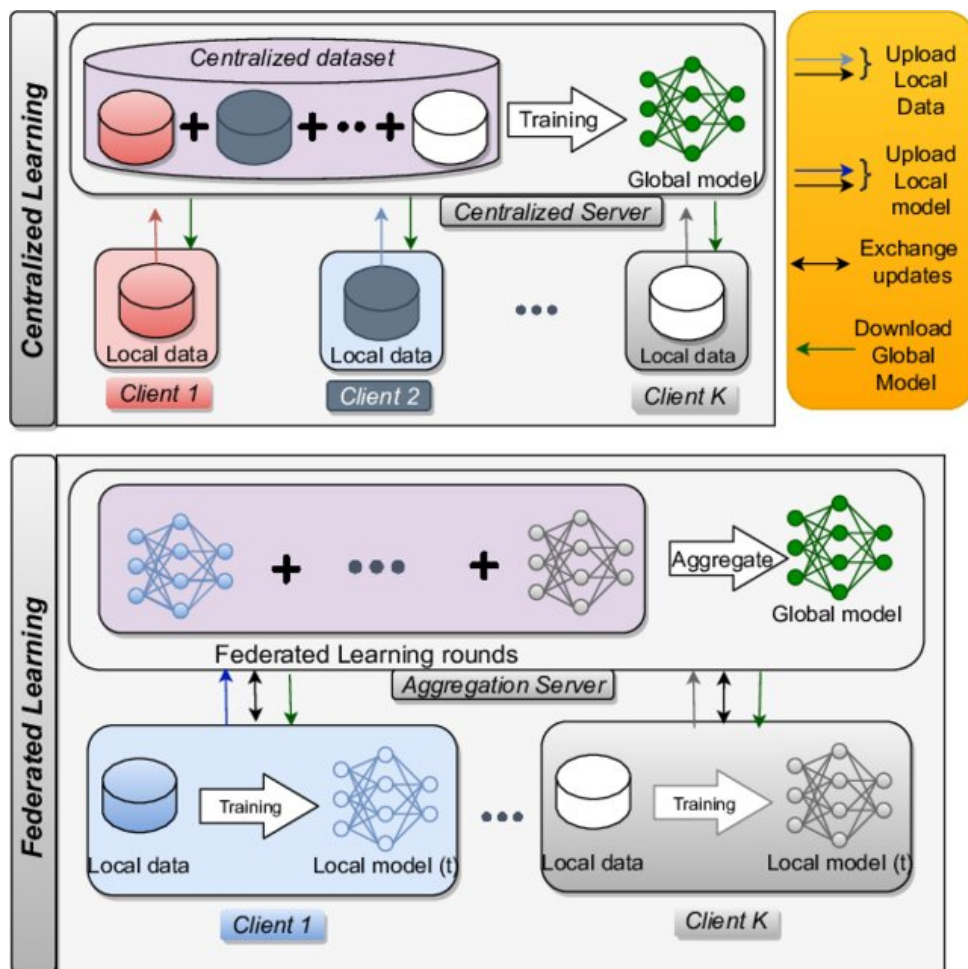 Centralized Learning
Centralized dataset
Training
Global model
Centralized Server
Local data
Client 1
Local data
Client 2
Local data
Client K
Upload
Local
Data
Upload
Local
model
Exchange
updates
Download
Global
Model
Federated Learning
Aggregate
Global model
Federated Learning rounds
Aggregation Server
Training
Local data
Local model (t)
Client 1
Training
Local data
Local model (t)
Client K